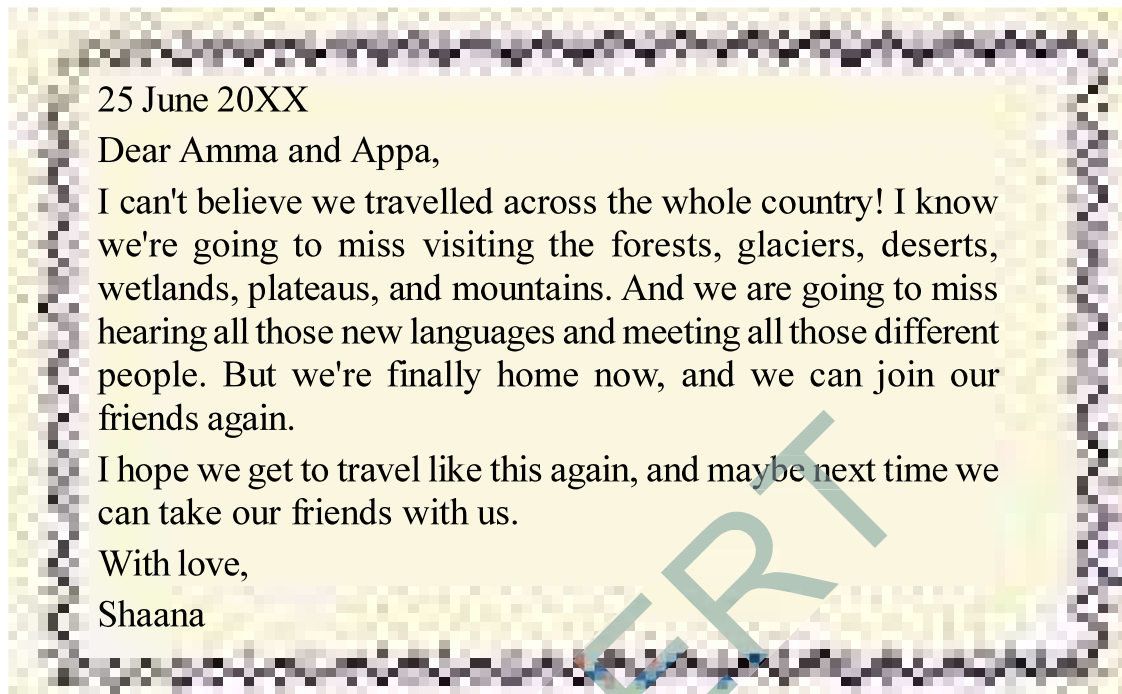 25 June 20XX
Dear Amma and Appa,
I can't believe we travelled across the whole country! I know
we're going to miss visiting the forests, glaciers, deserts,
wetlands, plateaus, and mountains. And we are going to miss
hearing all those new languages and meeting all those different
people. But we're finally home now, and we can join our
friends again.
I hope we get to travel like this again, and maybe next time we
can take our friends with us.
With love,
Shaana
ERT